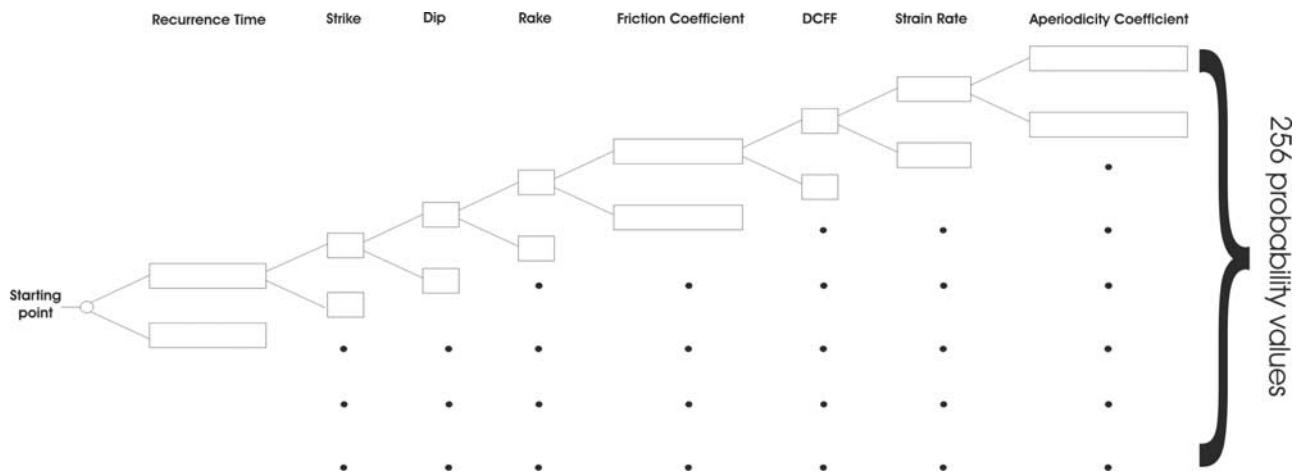 Recurrence Time Strike Dip Rake Friction Coefficient DCFF Strain Rate Aperiodicity Coefficient
Starting
point
256 probability values